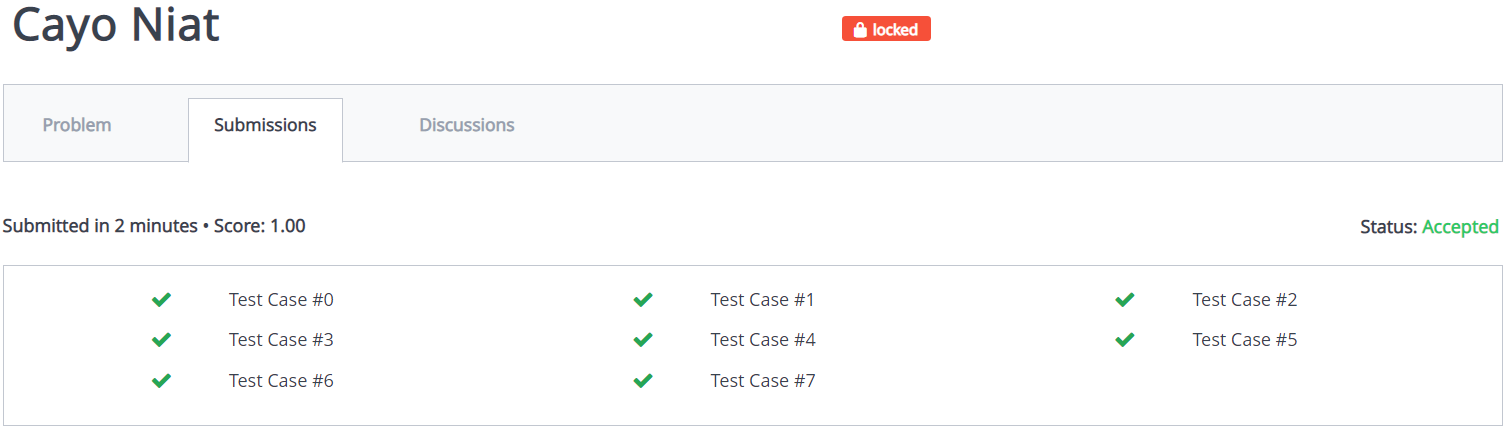 Cayo Niat
locked
Problem Submissions Discussions
Submitted in 2 minutes • Score: 1.00 Status: Accepted
Test Case #0 Test Case #1 Test Case #2
Test Case #3 Test Case #4 Test Case #5
Test Case #6 Test Case #7